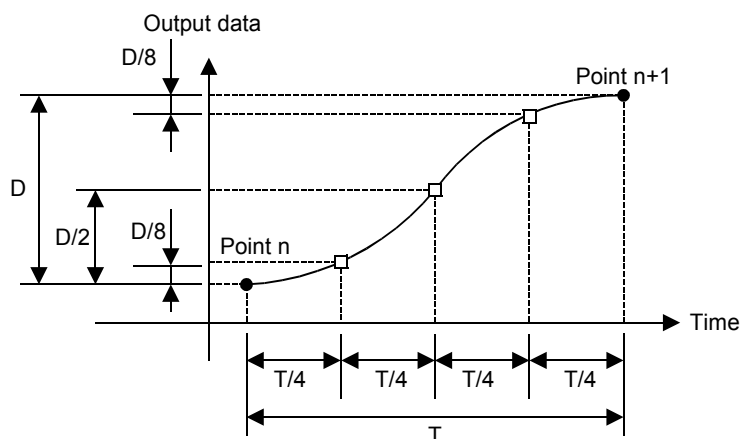 Output data
D/8
Point n+1
D
D/2
D/8
Point n
Time
T/4
T/4
T/4
T/4
T